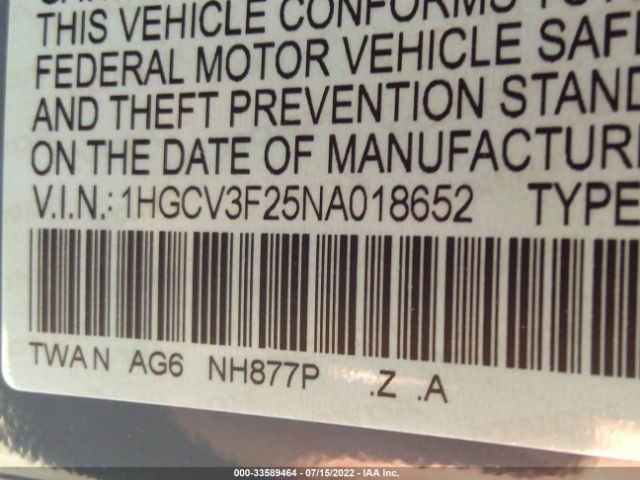 THIS VEHICLE CONFORMS TO
FEDERAL MOTOR VEHICLE SAFE
AND THEFT PREVENTION STAND
ON THE DATE OF MANUFACTUR
V.I.N.: 1HGCV3F25NA018652 TYPE
TWAN AG6 NH877P .Z .A
000-33589464 / 07/15/2022 - IAA Inc.